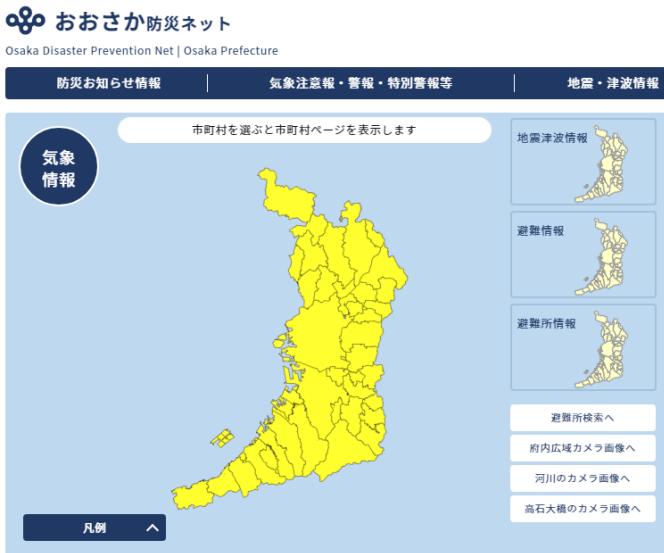 おおさか防災ネット
Osaka Disaster Prevention Net | Osaka Prefecture
防災お知らせ情報
気象注意報・警報・特別警報等
地震・津波情報
市町村を選ぶと市町村ページを表示します
気象
情報
地震津波情報
避難情報
避難所情報
避難所検索へ
府内広域カメラ画像へ
河川のカメラ画像へ
高石大橋のカメラ画像へ
凡例